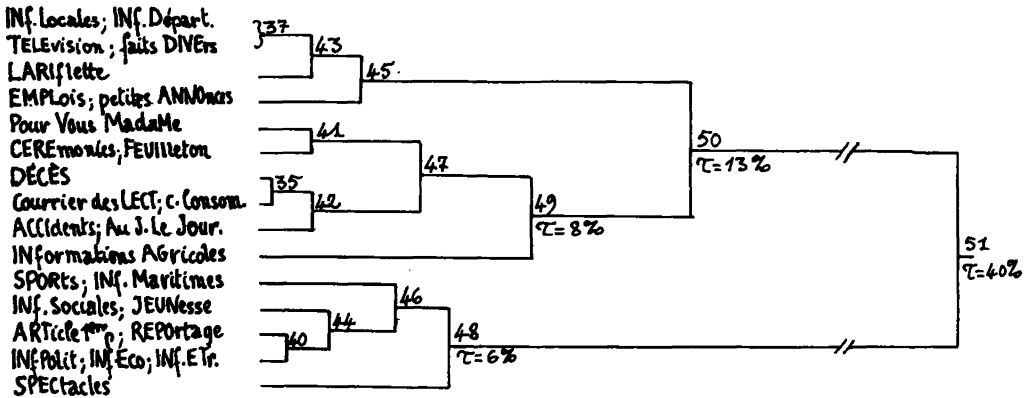 INf. Locales; INf. Départ.
TELEvision; faits DIVErs
LARIflette
EMPLois; petites ANNOnces
Pour Vous MadaMe
CEREmonies; FEUIlleton
DÉCÈS
Courrier des LECT; c. Consom.
ACCIdents; Au J. Le Jour.
INformations AGricoles
SPORts; INf. Maritimes
INf. Sociales; JEUNesse
ARTicle 1ère p; REPOrtage
INf. Polit; INf. Eco; INf. ETr.
SPECtacles
37
43
45
41
47
35
42
49
τ=8%
50
τ=13%
46
44
40
48
τ=6%
51
τ=40%